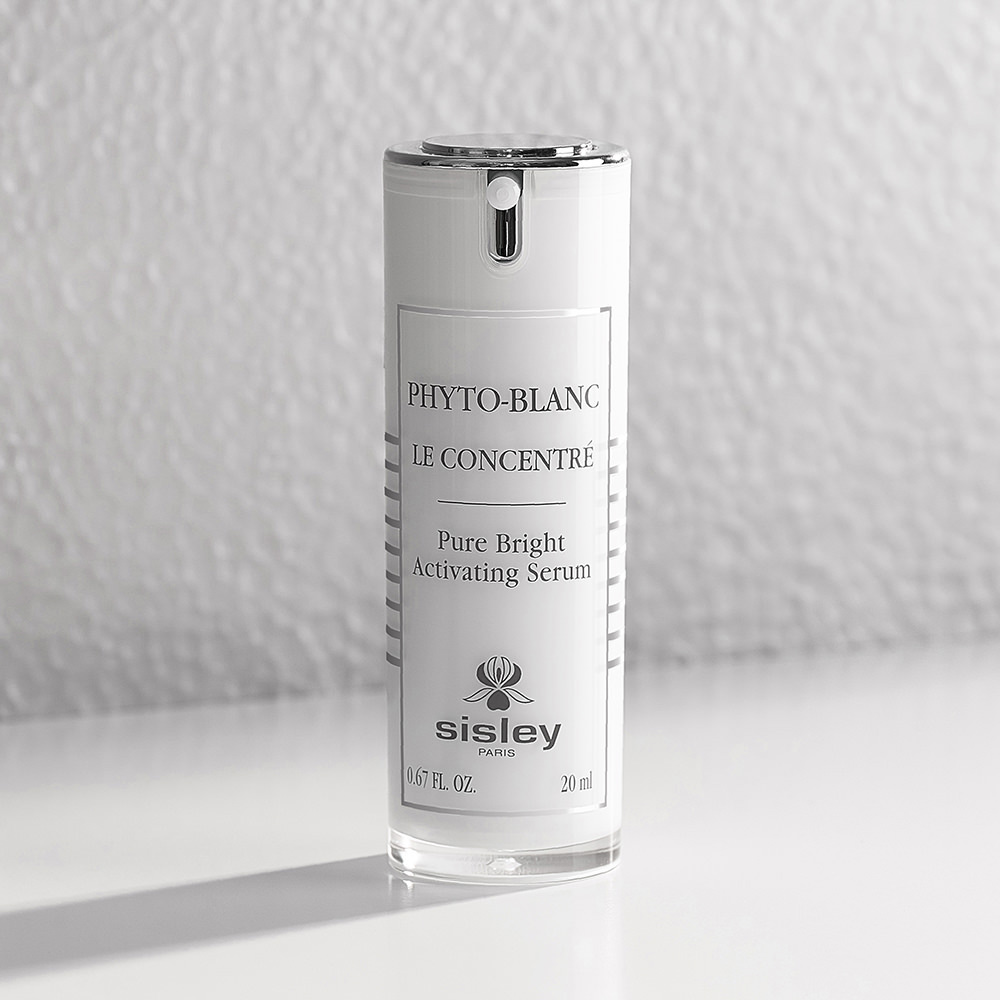 PHYTO-BLANC
LE CONCENTRÉ
Pure Bright
Activating Serum
sisley
PARIS
0.67 FL. OZ. 20 ml